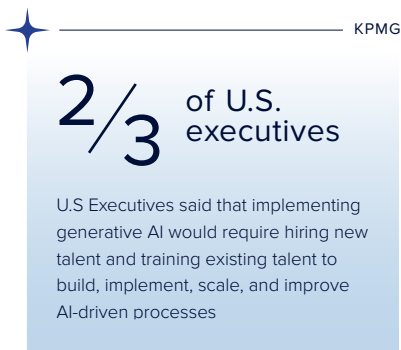 KPMG
2/3
of U.S.
executives
U.S Executives said that implementing
generative AI would require hiring new
talent and training existing talent to
build, implement, scale, and improve
AI-driven processes